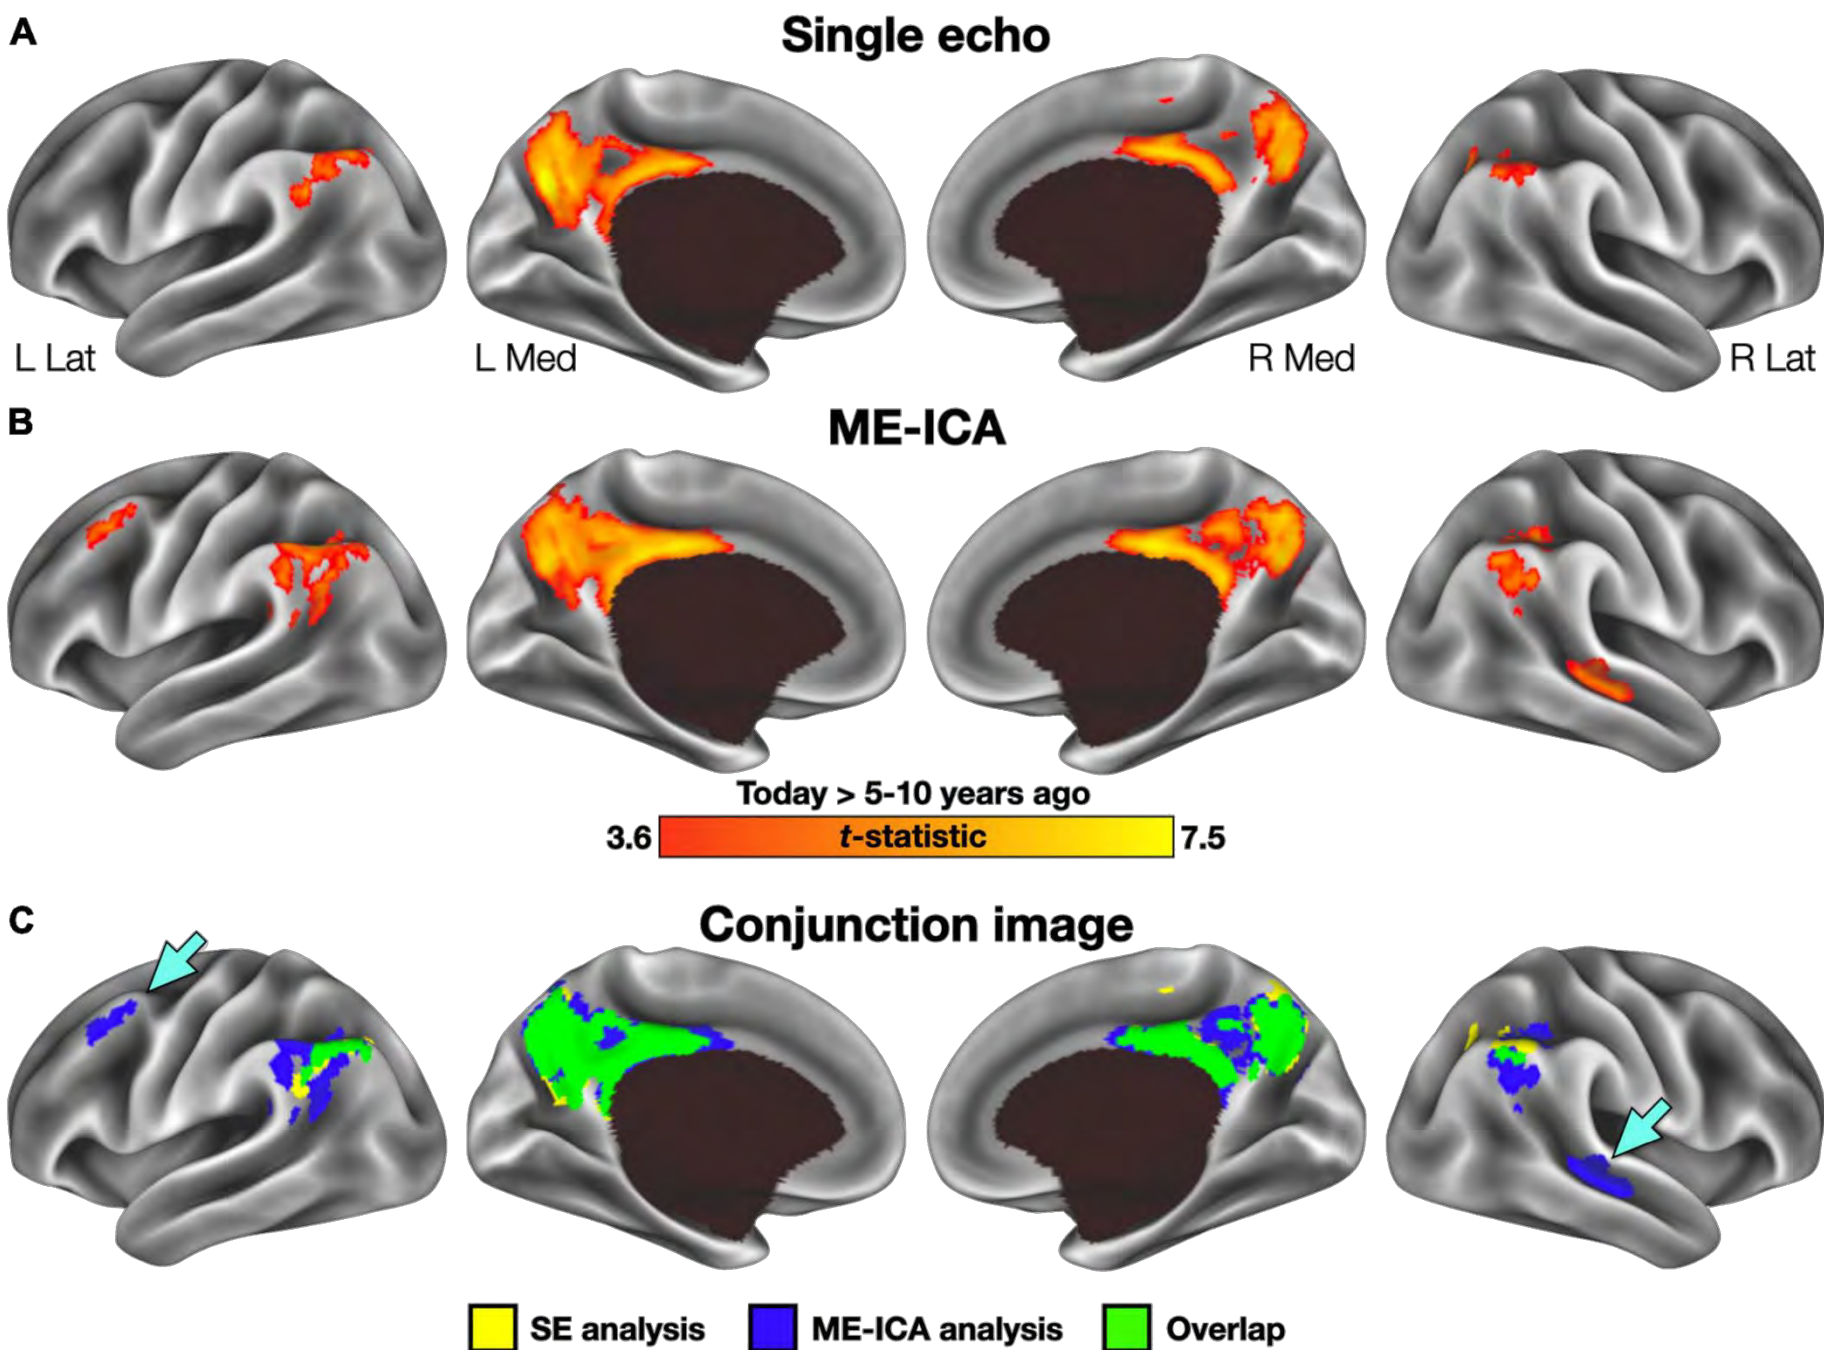 A
Single echo
L Lat
L Med
R Med
R Lat
B
ME-ICA
Today > 5-10 years ago
3.6
t-statistic
7.5
C
Conjunction image
SE analysis
ME-ICA analysis
Overlap